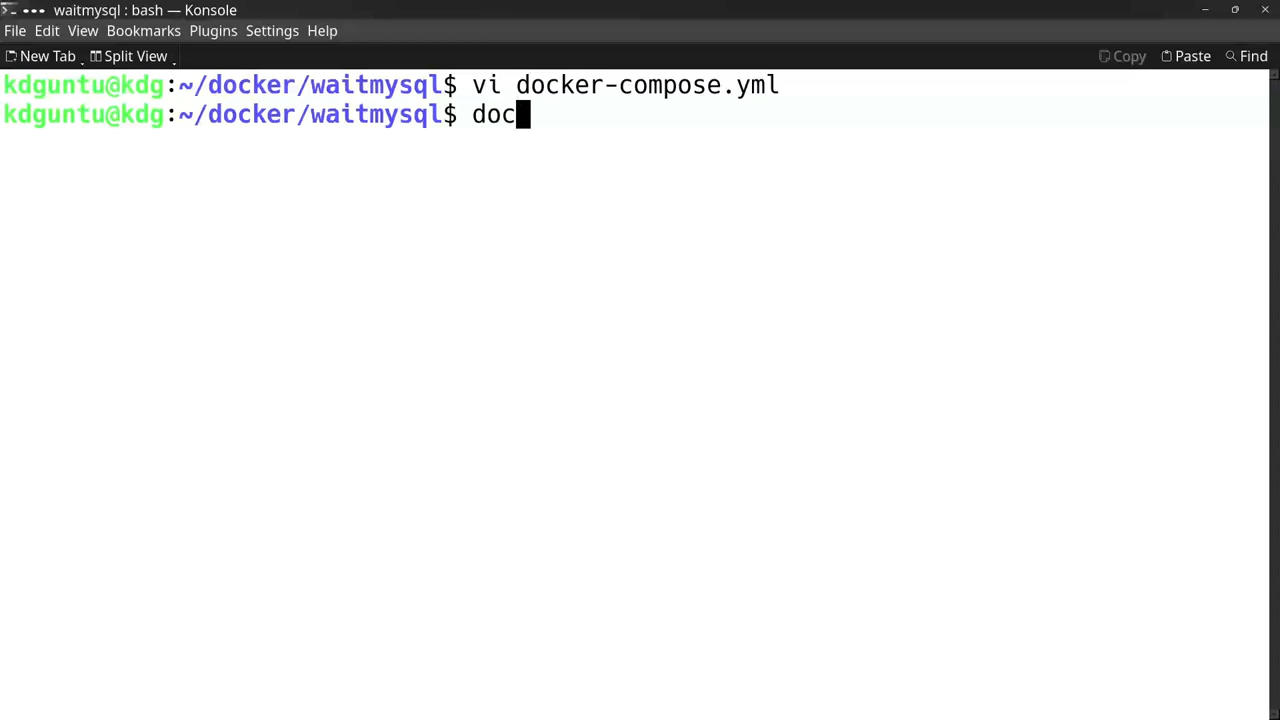 waitmysql : bash — Konsole
File Edit View Bookmarks Plugins Settings Help
New Tab Split View Copy Paste Find
kdguntu@kdg:~/docker/waitmysql$ vi docker-compose.yml
kdguntu@kdg:~/docker/waitmysql$ doc